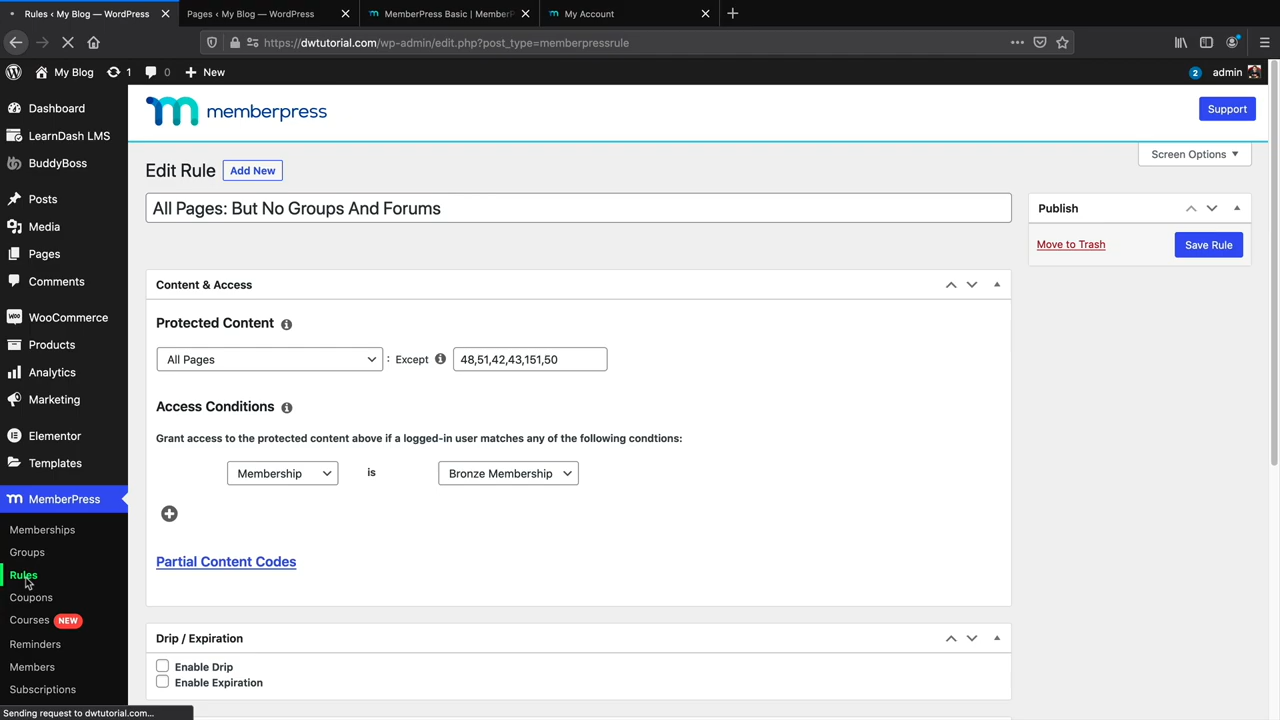 Rules ‹ My Blog — WordPress
Pages ‹ My Blog — WordPress
MemberPress Basic | MemberP
My Account
https://dwtutorial.com/wp-admin/edit.php?post_type=memberpressrule
My Blog
1
0
New
2
admin
Dashboard
LearnDash LMS
BuddyBoss
Posts
Media
Pages
Comments
WooCommerce
Products
Analytics
Marketing
Elementor
Templates
MemberPress
Memberships
Groups
Rules
Coupons
Courses NEW
Reminders
Members
Subscriptions
Sending request to dwtutorial.com...
memberpress
Support
Screen Options
Edit Rule Add New
All Pages: But No Groups And Forums
Publish
Move to Trash Save Rule
Content & Access
Protected Content
All Pages : Except 48,51,42,43,151,50
Access Conditions
Grant access to the protected content above if a logged-in user matches any of the following condtions:
Membership is Bronze Membership
Partial Content Codes
Drip / Expiration
Enable Drip
Enable Expiration